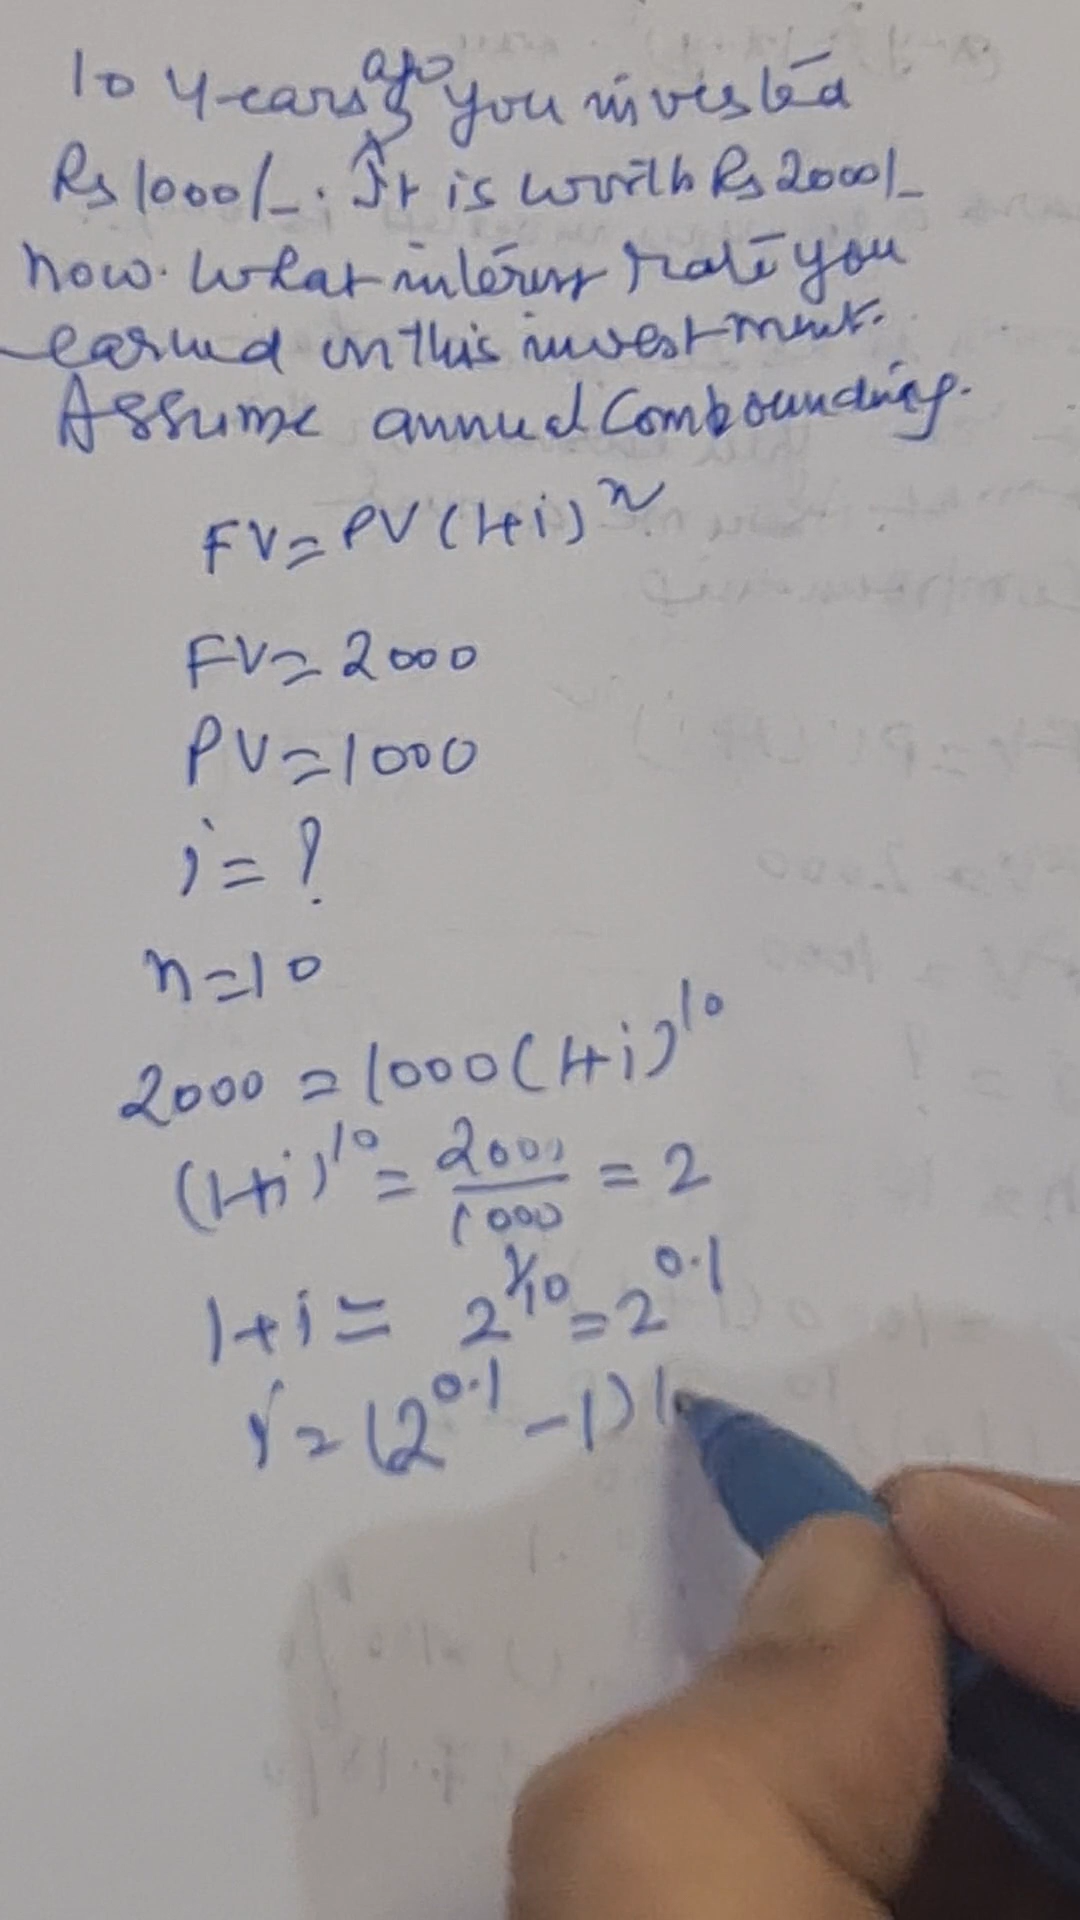 10 years ago you invested
Rs 1000/-. It is worth Rs 2000/-
now. What interest rate you
earned on this investment.
Assume annual Compounding.
FV = PV (1+i)^n
FV = 2000
PV = 1000
i = ?
n = 10
2000 = 1000 (1+i)^10
(1+i)^10 = 2000/1000 = 2
1+i = 2^1/10 = 2^0.1
r = (2^0.1 - 1) 1